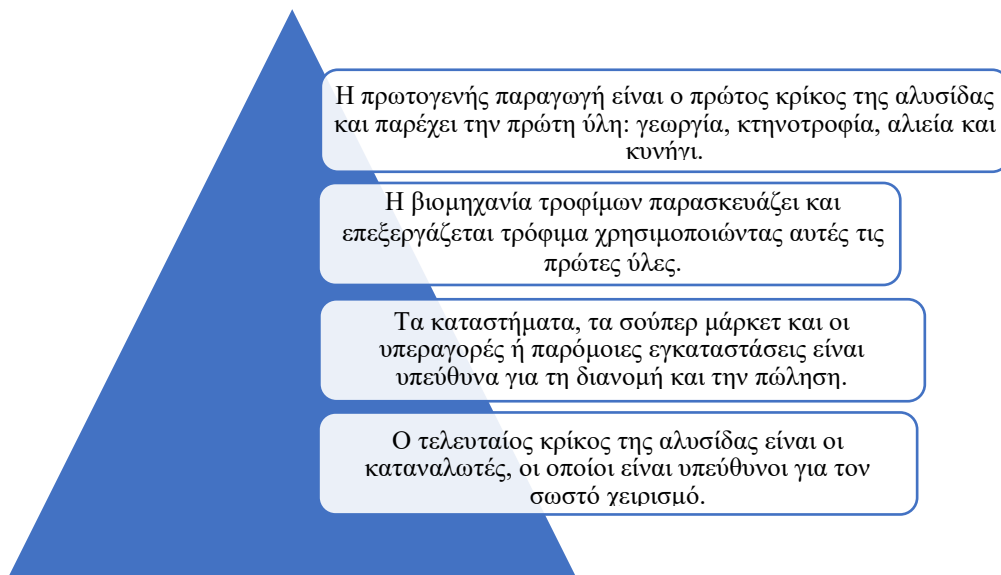 Η πρωτογενής παραγωγή είναι ο πρώτος κρίκος της αλυσίδας
και παρέχει την πρώτη ύλη: γεωργία, κτηνοτροφία, αλιεία και
κυνήγι.
Η βιομηχανία τροφίμων παρασκευάζει και
επεξεργάζεται τρόφιμα χρησιμοποιώντας αυτές τις
πρώτες ύλες.
Τα καταστήματα, τα σούπερ μάρκετ και οι
υπεραγορές ή παρόμοιες εγκαταστάσεις είναι
υπεύθυνα για τη διανομή και την πώληση.
Ο τελευταίος κρίκος της αλυσίδας είναι οι
καταναλωτές, οι οποίοι είναι υπεύθυνοι για τον
σωστό χειρισμό.